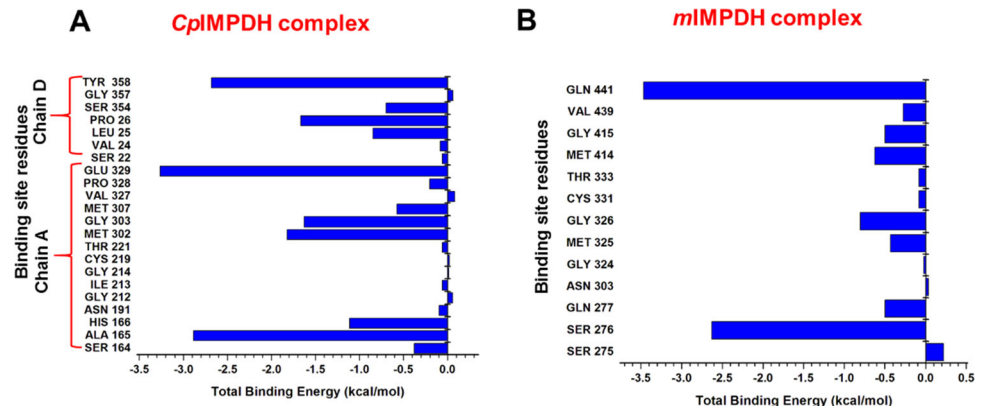 A
CpIMPDH complex
Binding site residues
Chain D
Chain A
TYR 358
GLY 357
SER 354
PRO 26
LEU 25
VAL 24
SER 22
GLU 329
PRO 328
VAL 327
MET 307
GLY 303
MET 302
THR 221
CYS 219
GLY 214
ILE 213
GLY 212
ASN 191
HIS 166
ALA 165
SER 164
-3.5 -3.0 -2.5 -2.0 -1.5 -1.0 -0.5 0.0
Total Binding Energy (kcal/mol)
B
mIMPDH complex
Binding site residues
GLN 441
VAL 439
GLY 415
MET 414
THR 333
CYS 331
GLY 326
MET 325
GLY 324
ASN 303
GLN 277
SER 276
SER 275
-3.5 -3.0 -2.5 -2.0 -1.5 -1.0 -0.5 0.0 0.5
Total Binding Energy (kcal/mol)